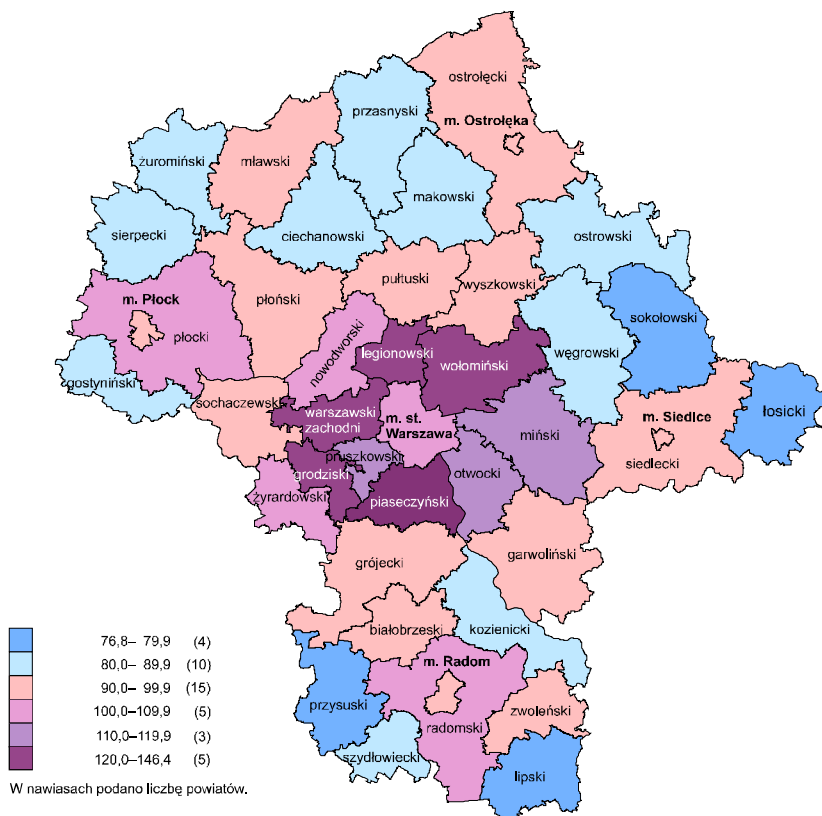 ostrołęcki
przasnyski
m. Ostrołęka
żuromiński
mławski
makowski
sierpecki
ciechanowski
ostrowski
m. Płock
płoński
pułtuski
wyszkowski
sokołowski
płocki
nowodworski
legionowski
wołomiński
węgrowski
gostyniński
sochaczewski
warszawski
zachodni
m. st.
Warszawa
miński
m. Siedlce
łosicki
siedlecki
pruszkowski
grodziski
otwocki
żyrardowski
piaseczyński
garwoliński
grójecki
białobrzeski
kozienicki
m. Radom
przysuski
radomski
zwoleński
szydłowiecki
lipski
76,8– 79,9 (4)
80,0– 89,9 (10)
90,0– 99,9 (15)
100,0–109,9 (5)
110,0–119,9 (3)
120,0–146,4 (5)
W nawiasach podano liczbę powiatów.